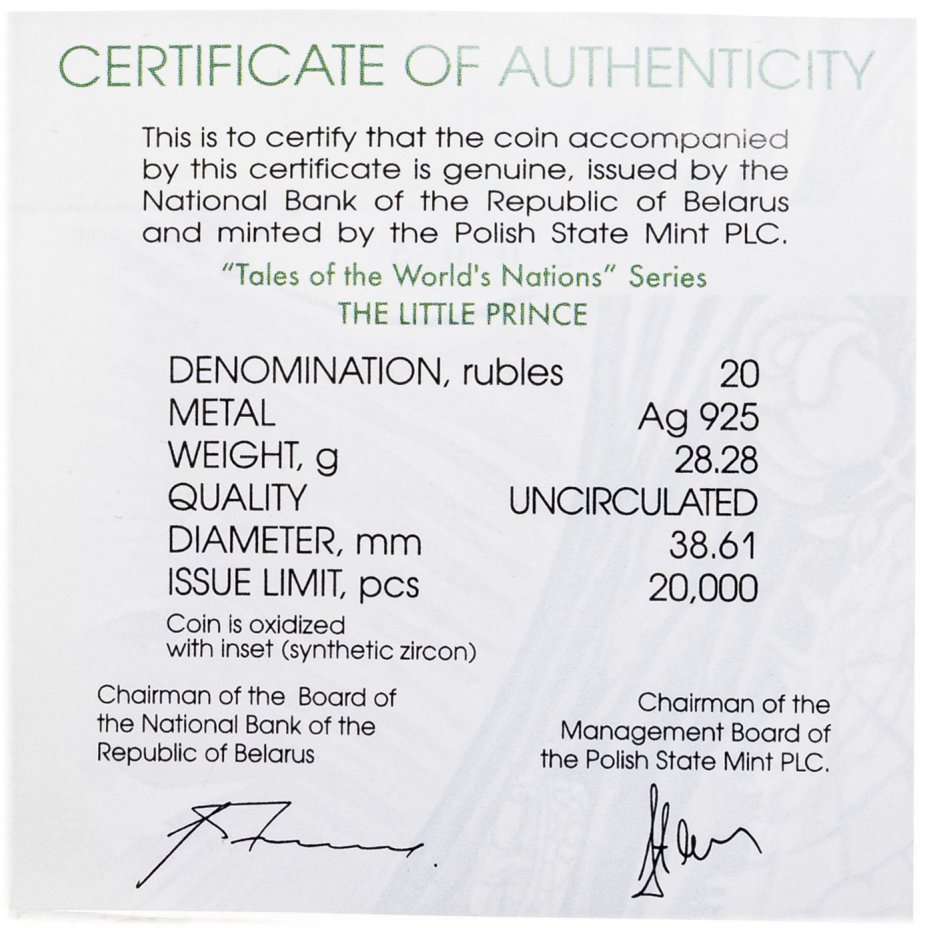 CERTIFICATE OF AUTHENTICITY
This is to certify that the coin accompanied
by this certificate is genuine, issued by the
National Bank of the Republic of Belarus
and minted by the Polish State Mint PLC.
"Tales of the World's Nations" Series
THE LITTLE PRINCE
DENOMINATION, rubles 20
METAL Ag 925
WEIGHT, g 28.28
QUALITY UNCIRCULATED
DIAMETER, mm 38.61
ISSUE LIMIT, pcs 20,000
Coin is oxidized
with inset (synthetic zircon)
Chairman of the Board of
the National Bank of the
Republic of Belarus
Chairman of the
Management Board of
the Polish State Mint PLC.